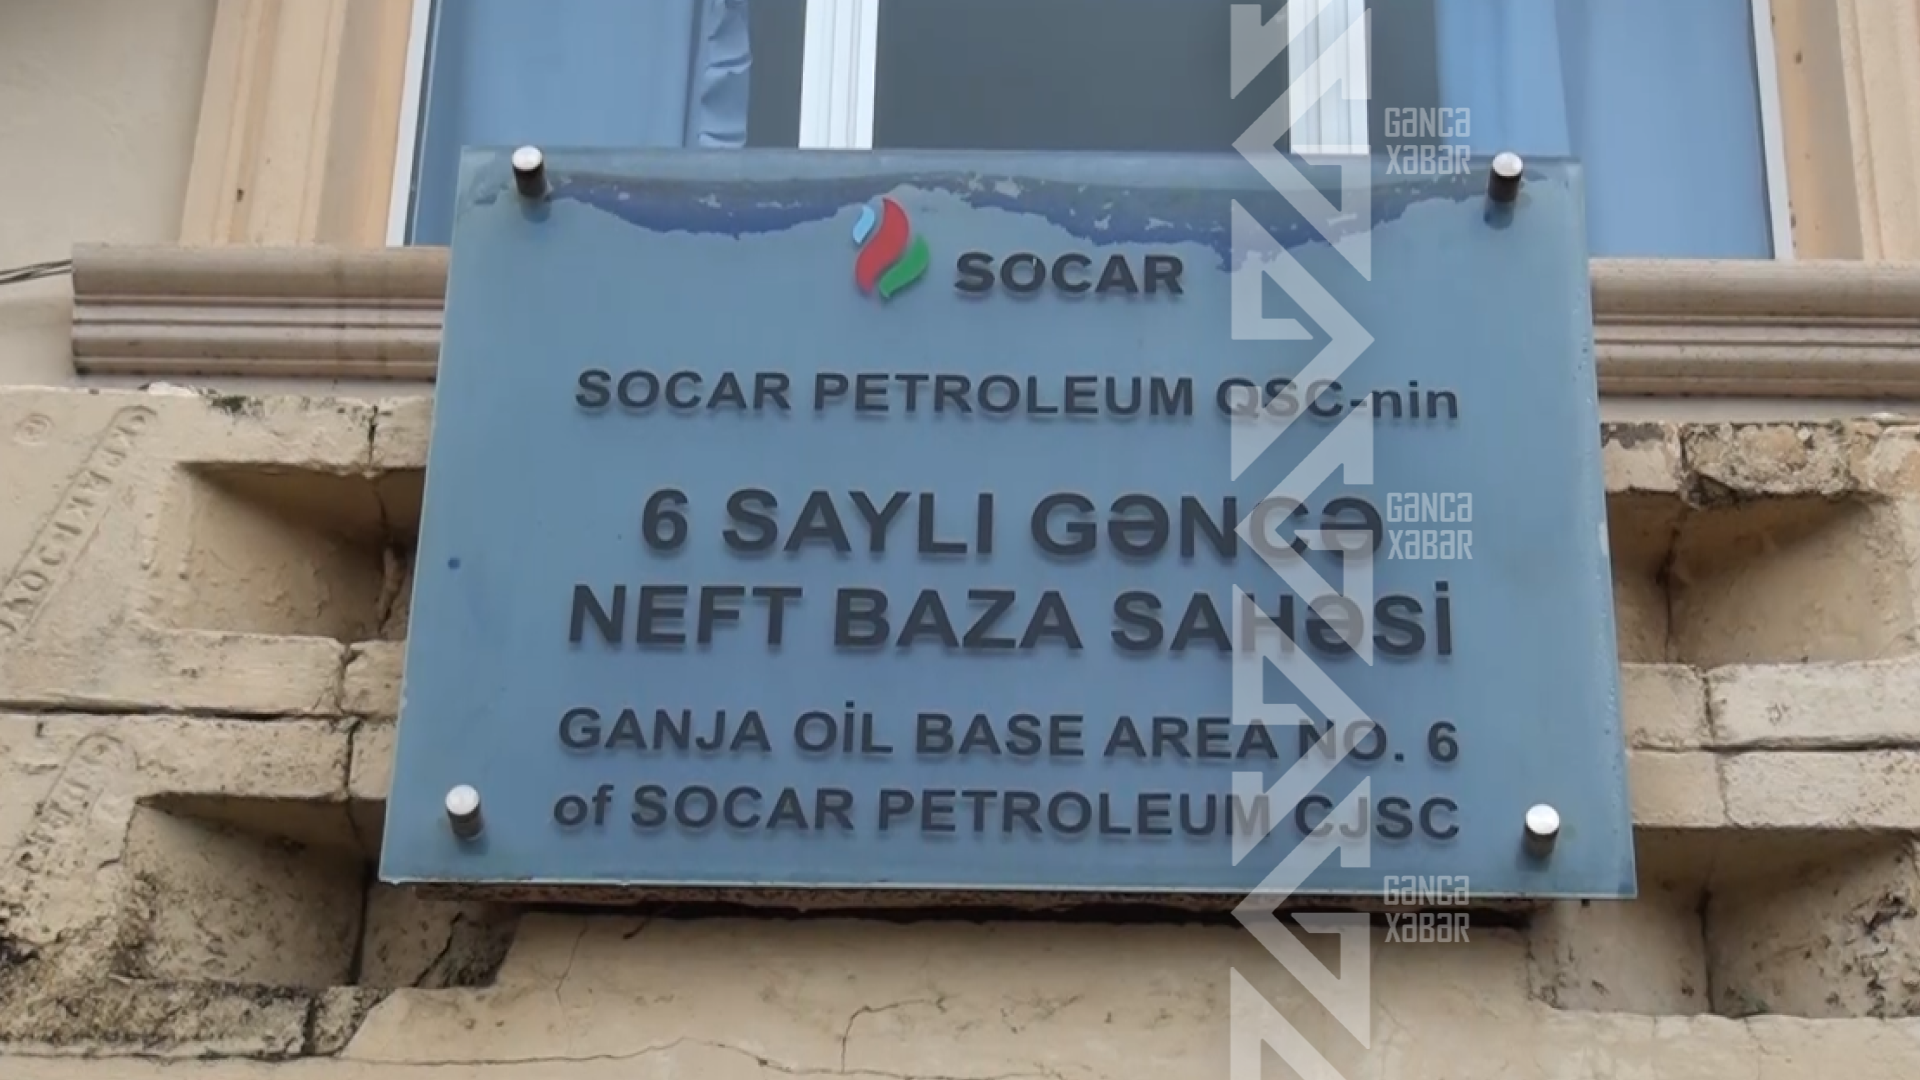 SOCAR
SOCAR PETROLEUM QSC-nin
6 SAYLI GƏNCƏ
NEFT BAZA SAHƏSİ
GANJA OİL BASE AREA NO. 6
of SOCAR PETROLEUM CJSC
GƏNCƏ
XƏBƏR
GƏNCƏ
XƏBƏR
GƏNCƏ
XƏBƏR